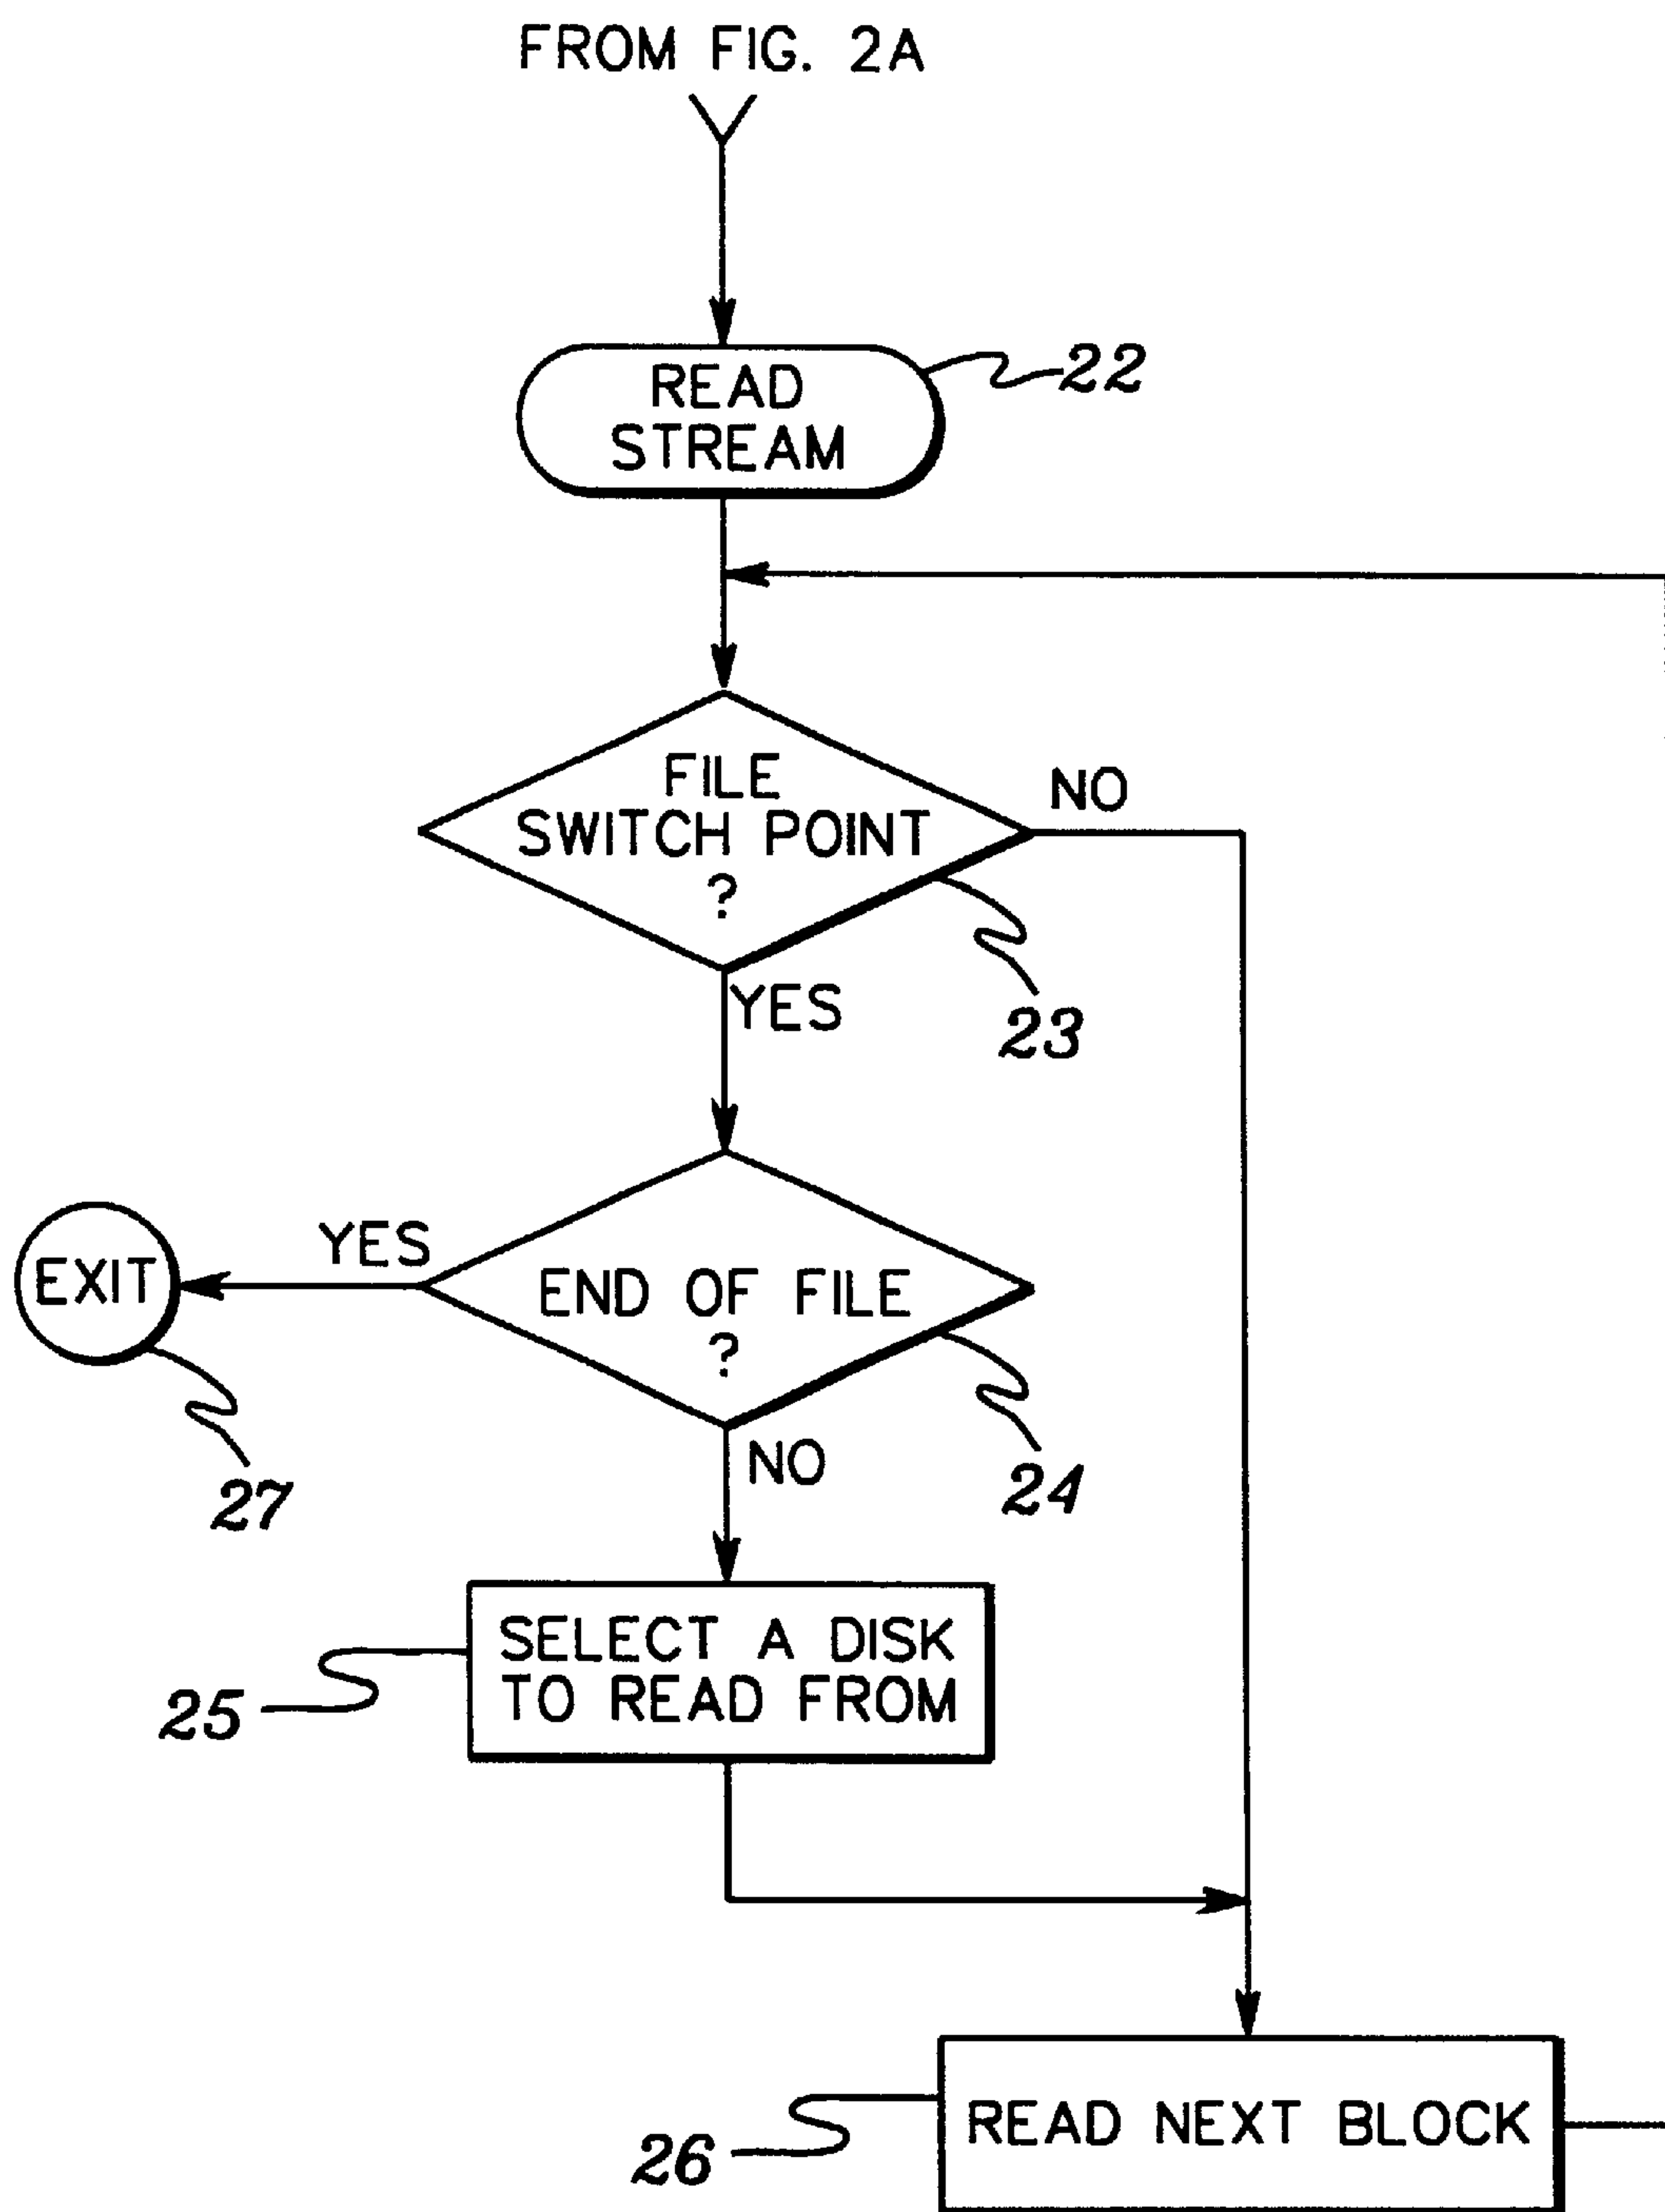 FROM FIG. 2A
READ
STREAM
22
FILE
SWITCH POINT
?
NO
23
YES
YES
EXIT
END OF FILE
?
27
NO
24
SELECT A DISK
TO READ FROM
25
READ NEXT BLOCK
26